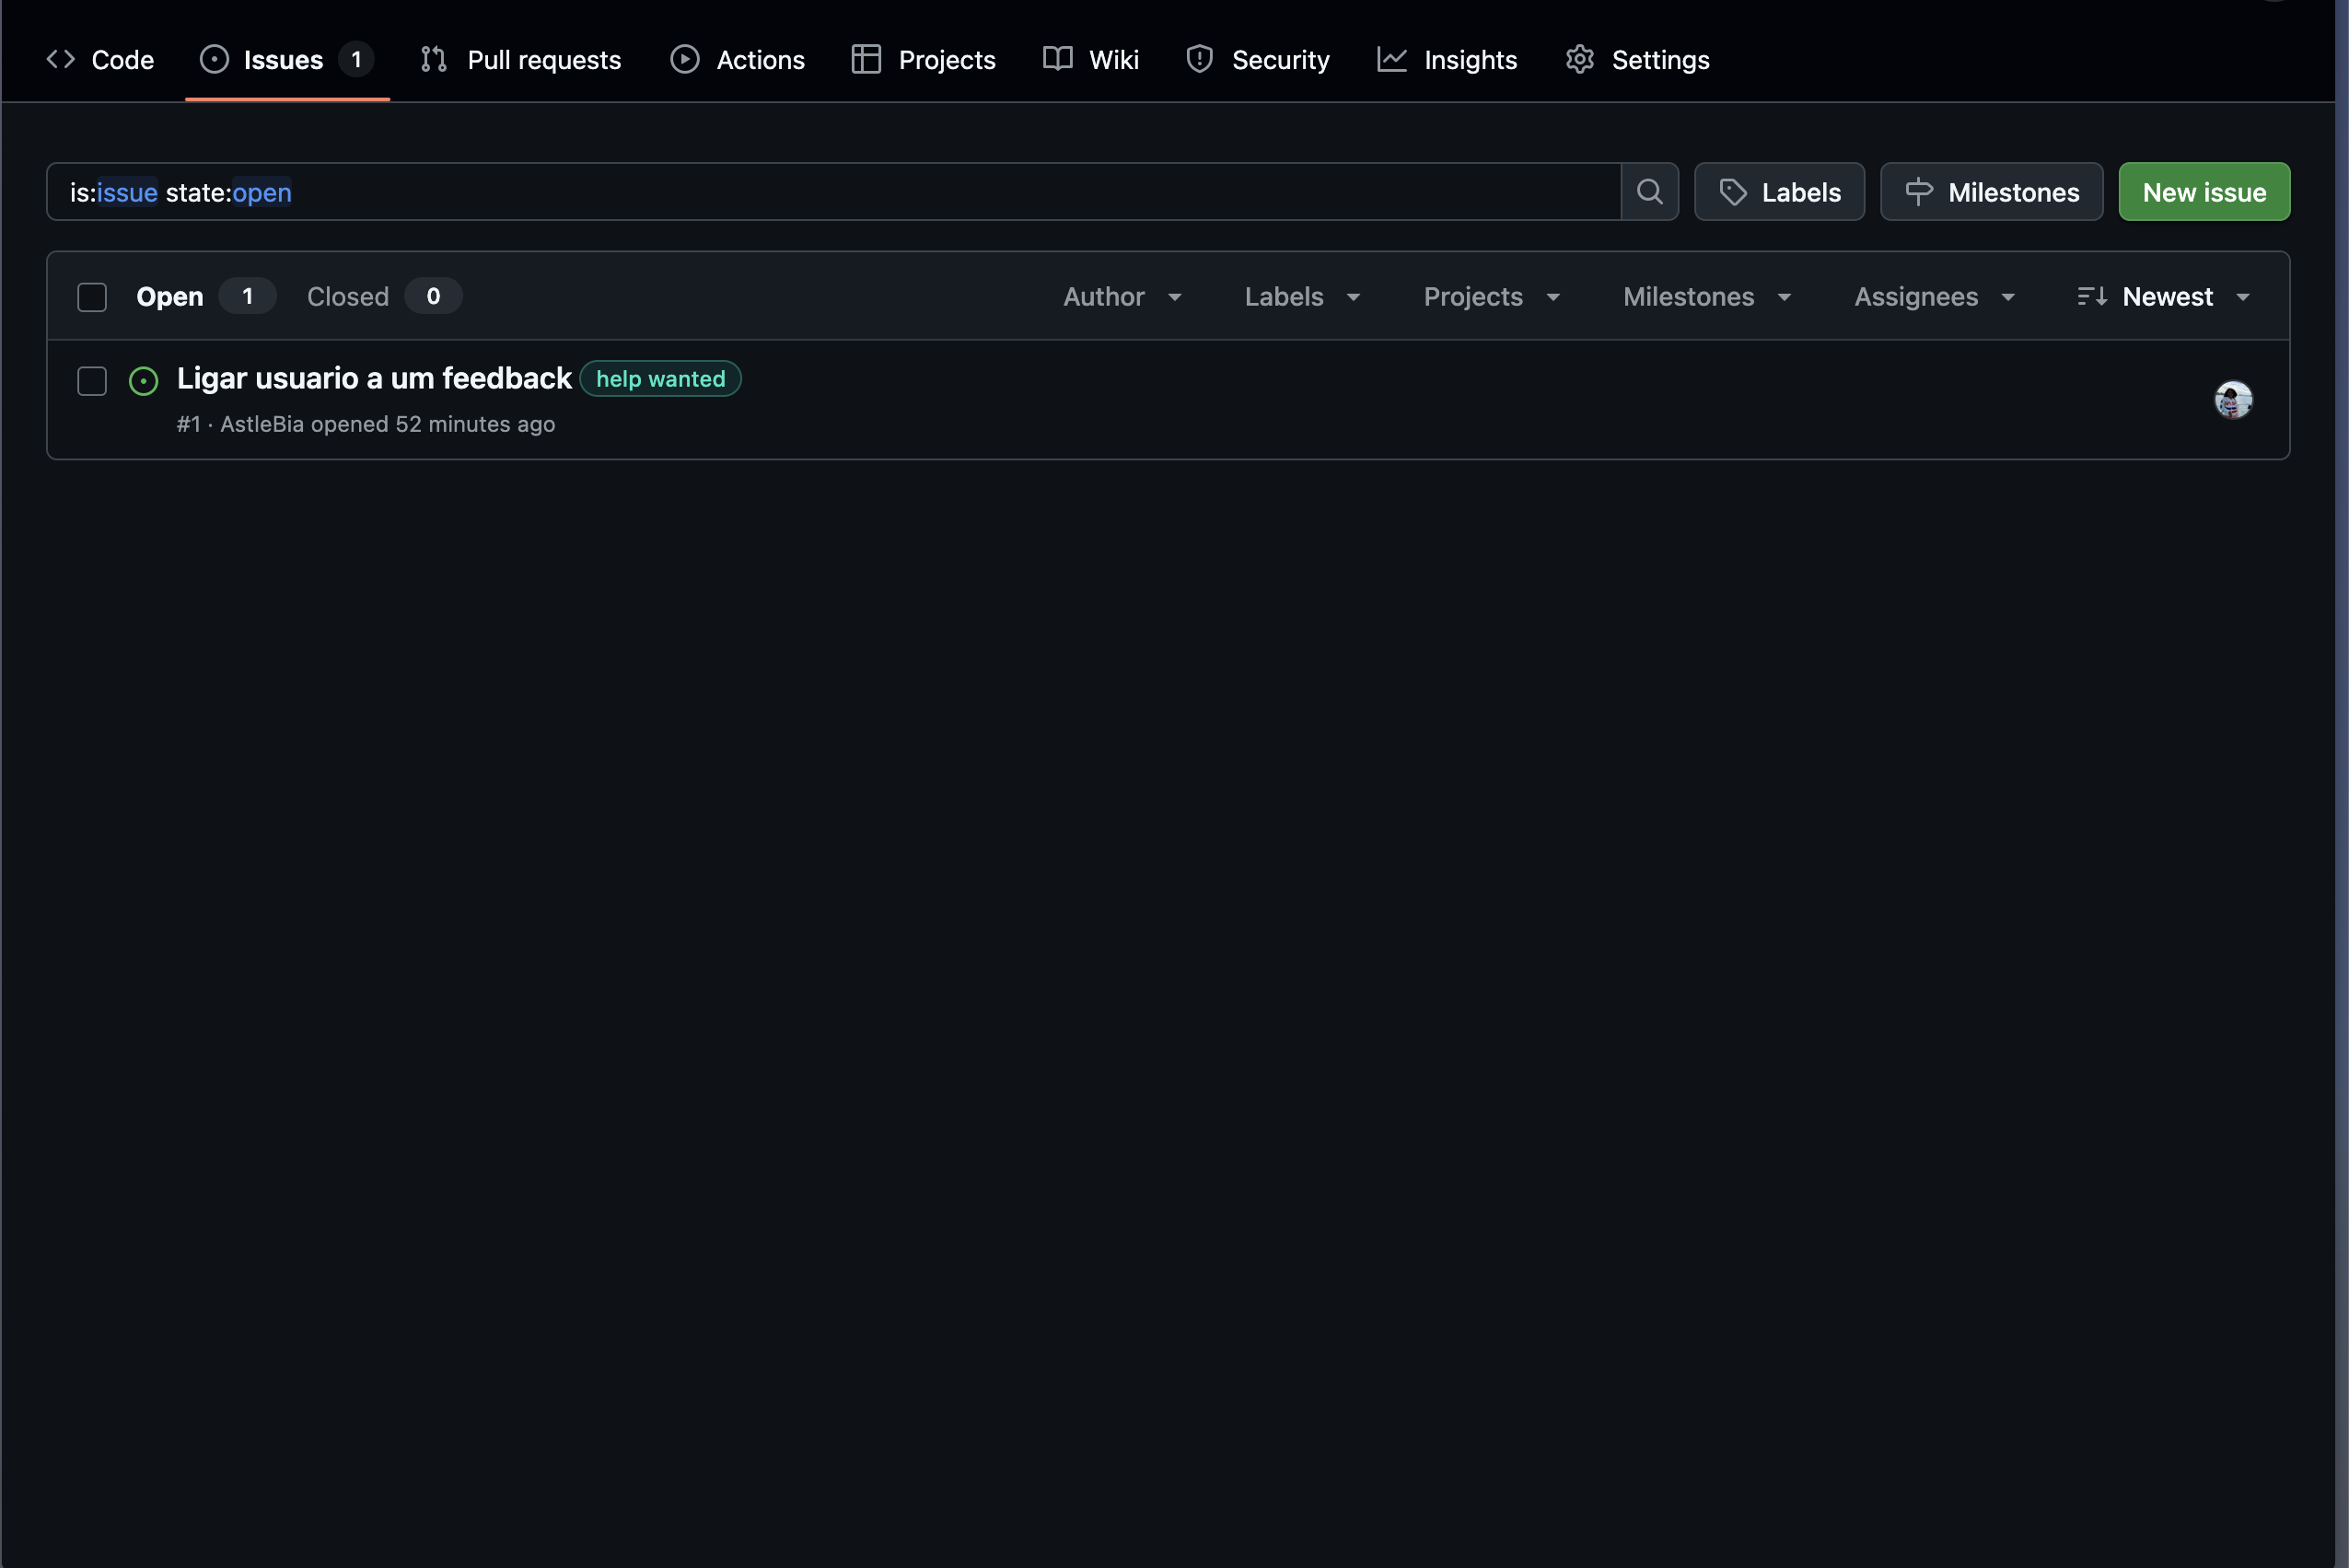 Code Issues 1 Pull requests Actions Projects Wiki Security Insights Settings
is:issue state:open Labels Milestones New issue
Open 1 Closed 0 Author Labels Projects Milestones Assignees Newest
Ligar usuario a um feedback help wanted
#1 · AstleBia opened 52 minutes ago